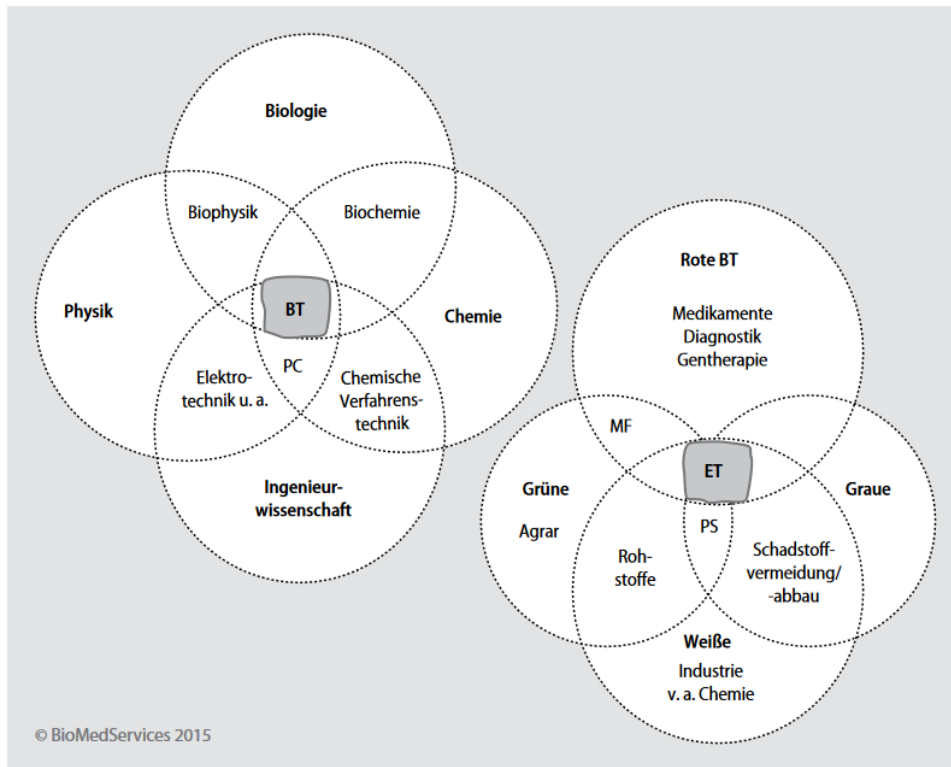 Biologie
Biophysik
Biochemie
Physik
BT
Chemie
PC
Elektro-
technik u. a.
Chemische
Verfahrens-
technik
Ingenieur-
wissenschaft
Rote BT
Medikamente
Diagnostik
Gentherapie
MF
ET
Grüne
Agrar
Graue
PS
Roh-
stoffe
Schadstoff-
vermeidung/
-abbau
Weiße
Industrie
v. a. Chemie
© BioMedServices 2015